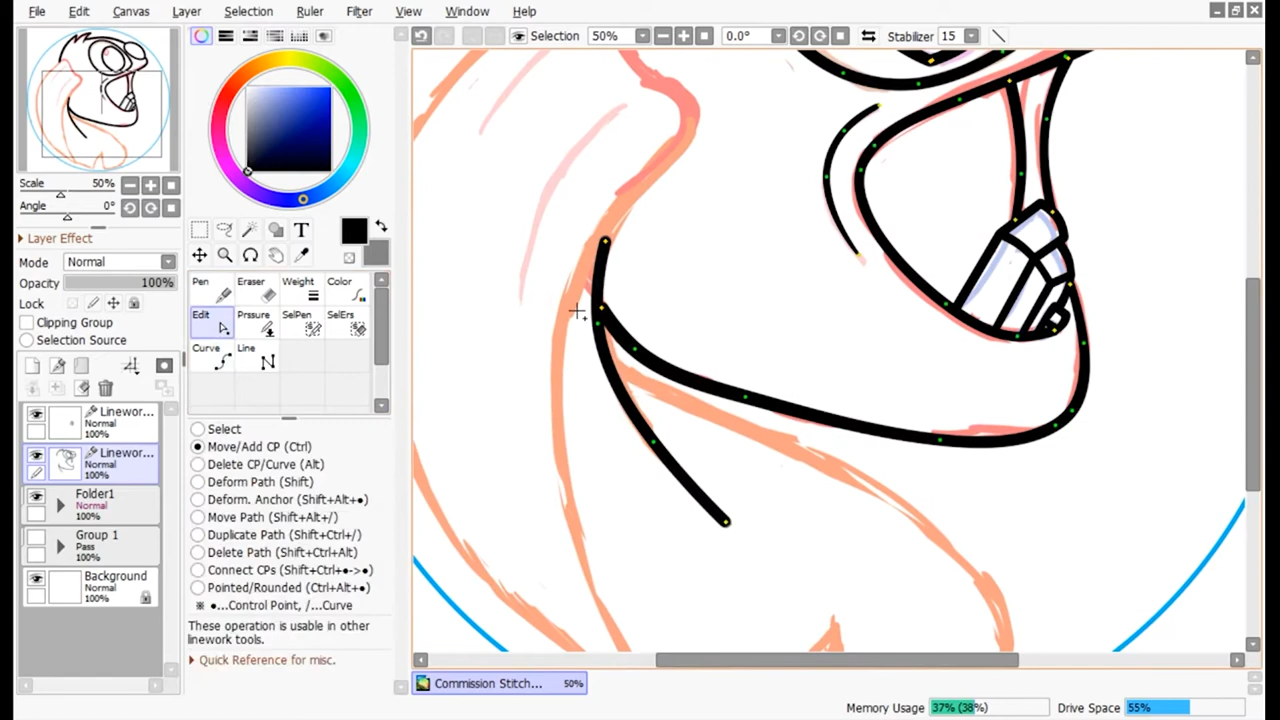 File Edit Canvas Layer Selection Ruler Filter View Window Help
Selection 50% 0.0° Stabilizer 15
Scale 50%
Angle 0°
Layer Effect
Mode Normal
Opacity 100%
Lock
Clipping Group
Selection Source
T
Pen Eraser Weight Color
Edit Prssure SelPen SelErs
Curve Line
Select
Move/Add CP (Ctrl)
Delete CP/Curve (Alt)
Deform Path (Shift)
Deform. Anchor (Shift+Alt+●)
Move Path (Shift+Alt+/)
Duplicate Path (Shift+Ctrl+/)
Delete Path (Shift+Ctrl+Alt)
Connect CPs (Shift+Ctrl+●->●)
Pointed/Rounded (Ctrl+Alt+●)
※ ●...Control Point, /...Curve
These operation is usable in other
linework tools.
Quick Reference for misc.
Linewor...
Normal
100%
Linewor...
Normal
100%
Folder1
Normal
100%
Group 1
Pass
100%
Background
Normal
100%
Commission Stitch... 50%
Memory Usage 37% (38%) Drive Space 55%